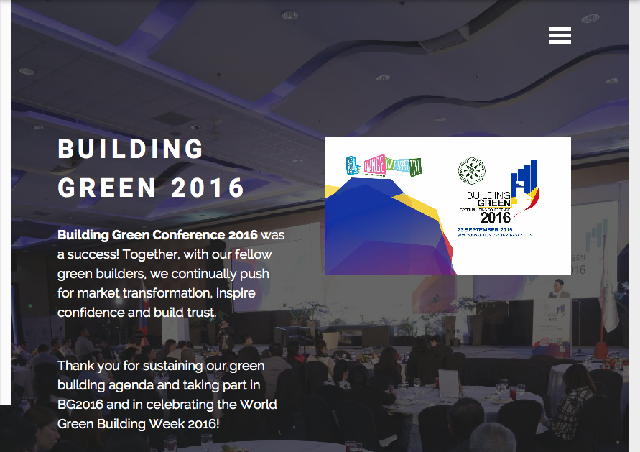 BUILDING
GREEN 2016
Building Green Conference 2016 was
a success! Together, with our fellow
green builders, we continually push
for market transformation, inspire
confidence and build trust.
Thank you for sustaining our green
building agenda and taking part in
BG2016 and in celebrating the World
Green Building Week 2016!
BUILDING
GREEN
2016
SEPTEMBER 2016